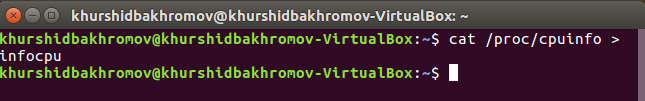 khurshidbakhromov@khurshidbakhromov-VirtualBox: ~
khurshidbakhromov@khurshidbakhromov-VirtualBox:~$ cat /proc/cpuinfo >
infocpu
khurshidbakhromov@khurshidbakhromov-VirtualBox:~$